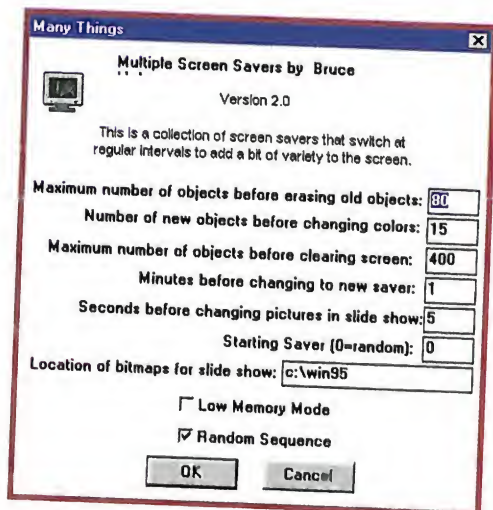 Many Things
Multiple Screen Savers by Bruce
Version 2.0
This is a collection of screen savers that switch at
regular intervals to add a bit of variety to the screen.
Maximum number of objects before erasing old objects: 80
Number of new objects before changing colors: 15
Maximum number of objects before clearing screen: 400
Minutes before changing to new saver: 1
Seconds before changing pictures in slide show: 5
Starting Saver (0=random): 0
Location of bitmaps for slide show: c:\win95
Low Memory Mode
Random Sequence
OK Cancel